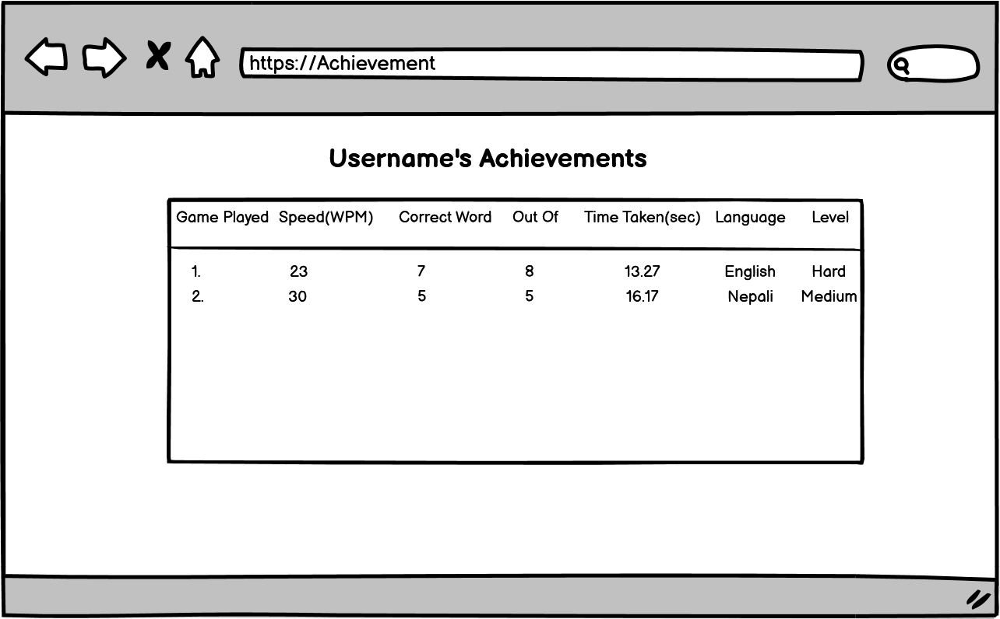 https://Achievement
Username's Achievements
Game Played Speed(WPM) Correct Word Out Of Time Taken(sec) Language Level
1. 23 7 8 13.27 English Hard
2. 30 5 5 16.17 Nepali Medium